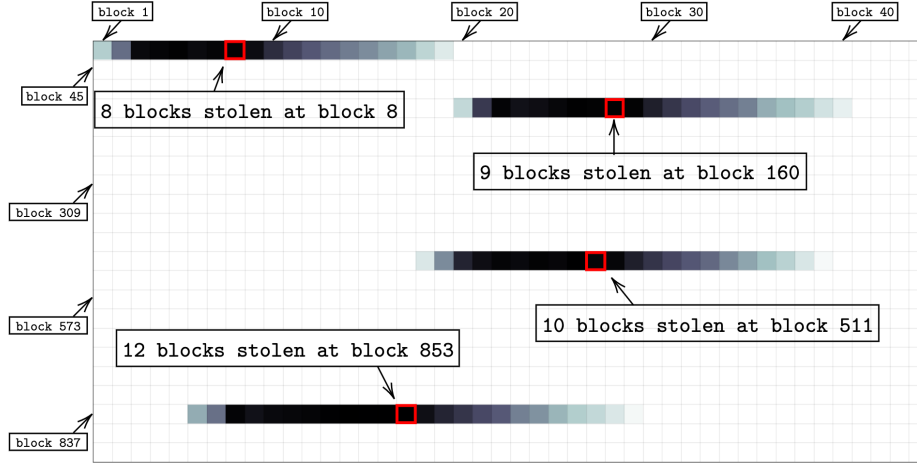 block 1
block 10
block 20
block 30
block 40
block 45
8 blocks stolen at block 8
9 blocks stolen at block 160
block 309
block 573
10 blocks stolen at block 511
12 blocks stolen at block 853
block 837